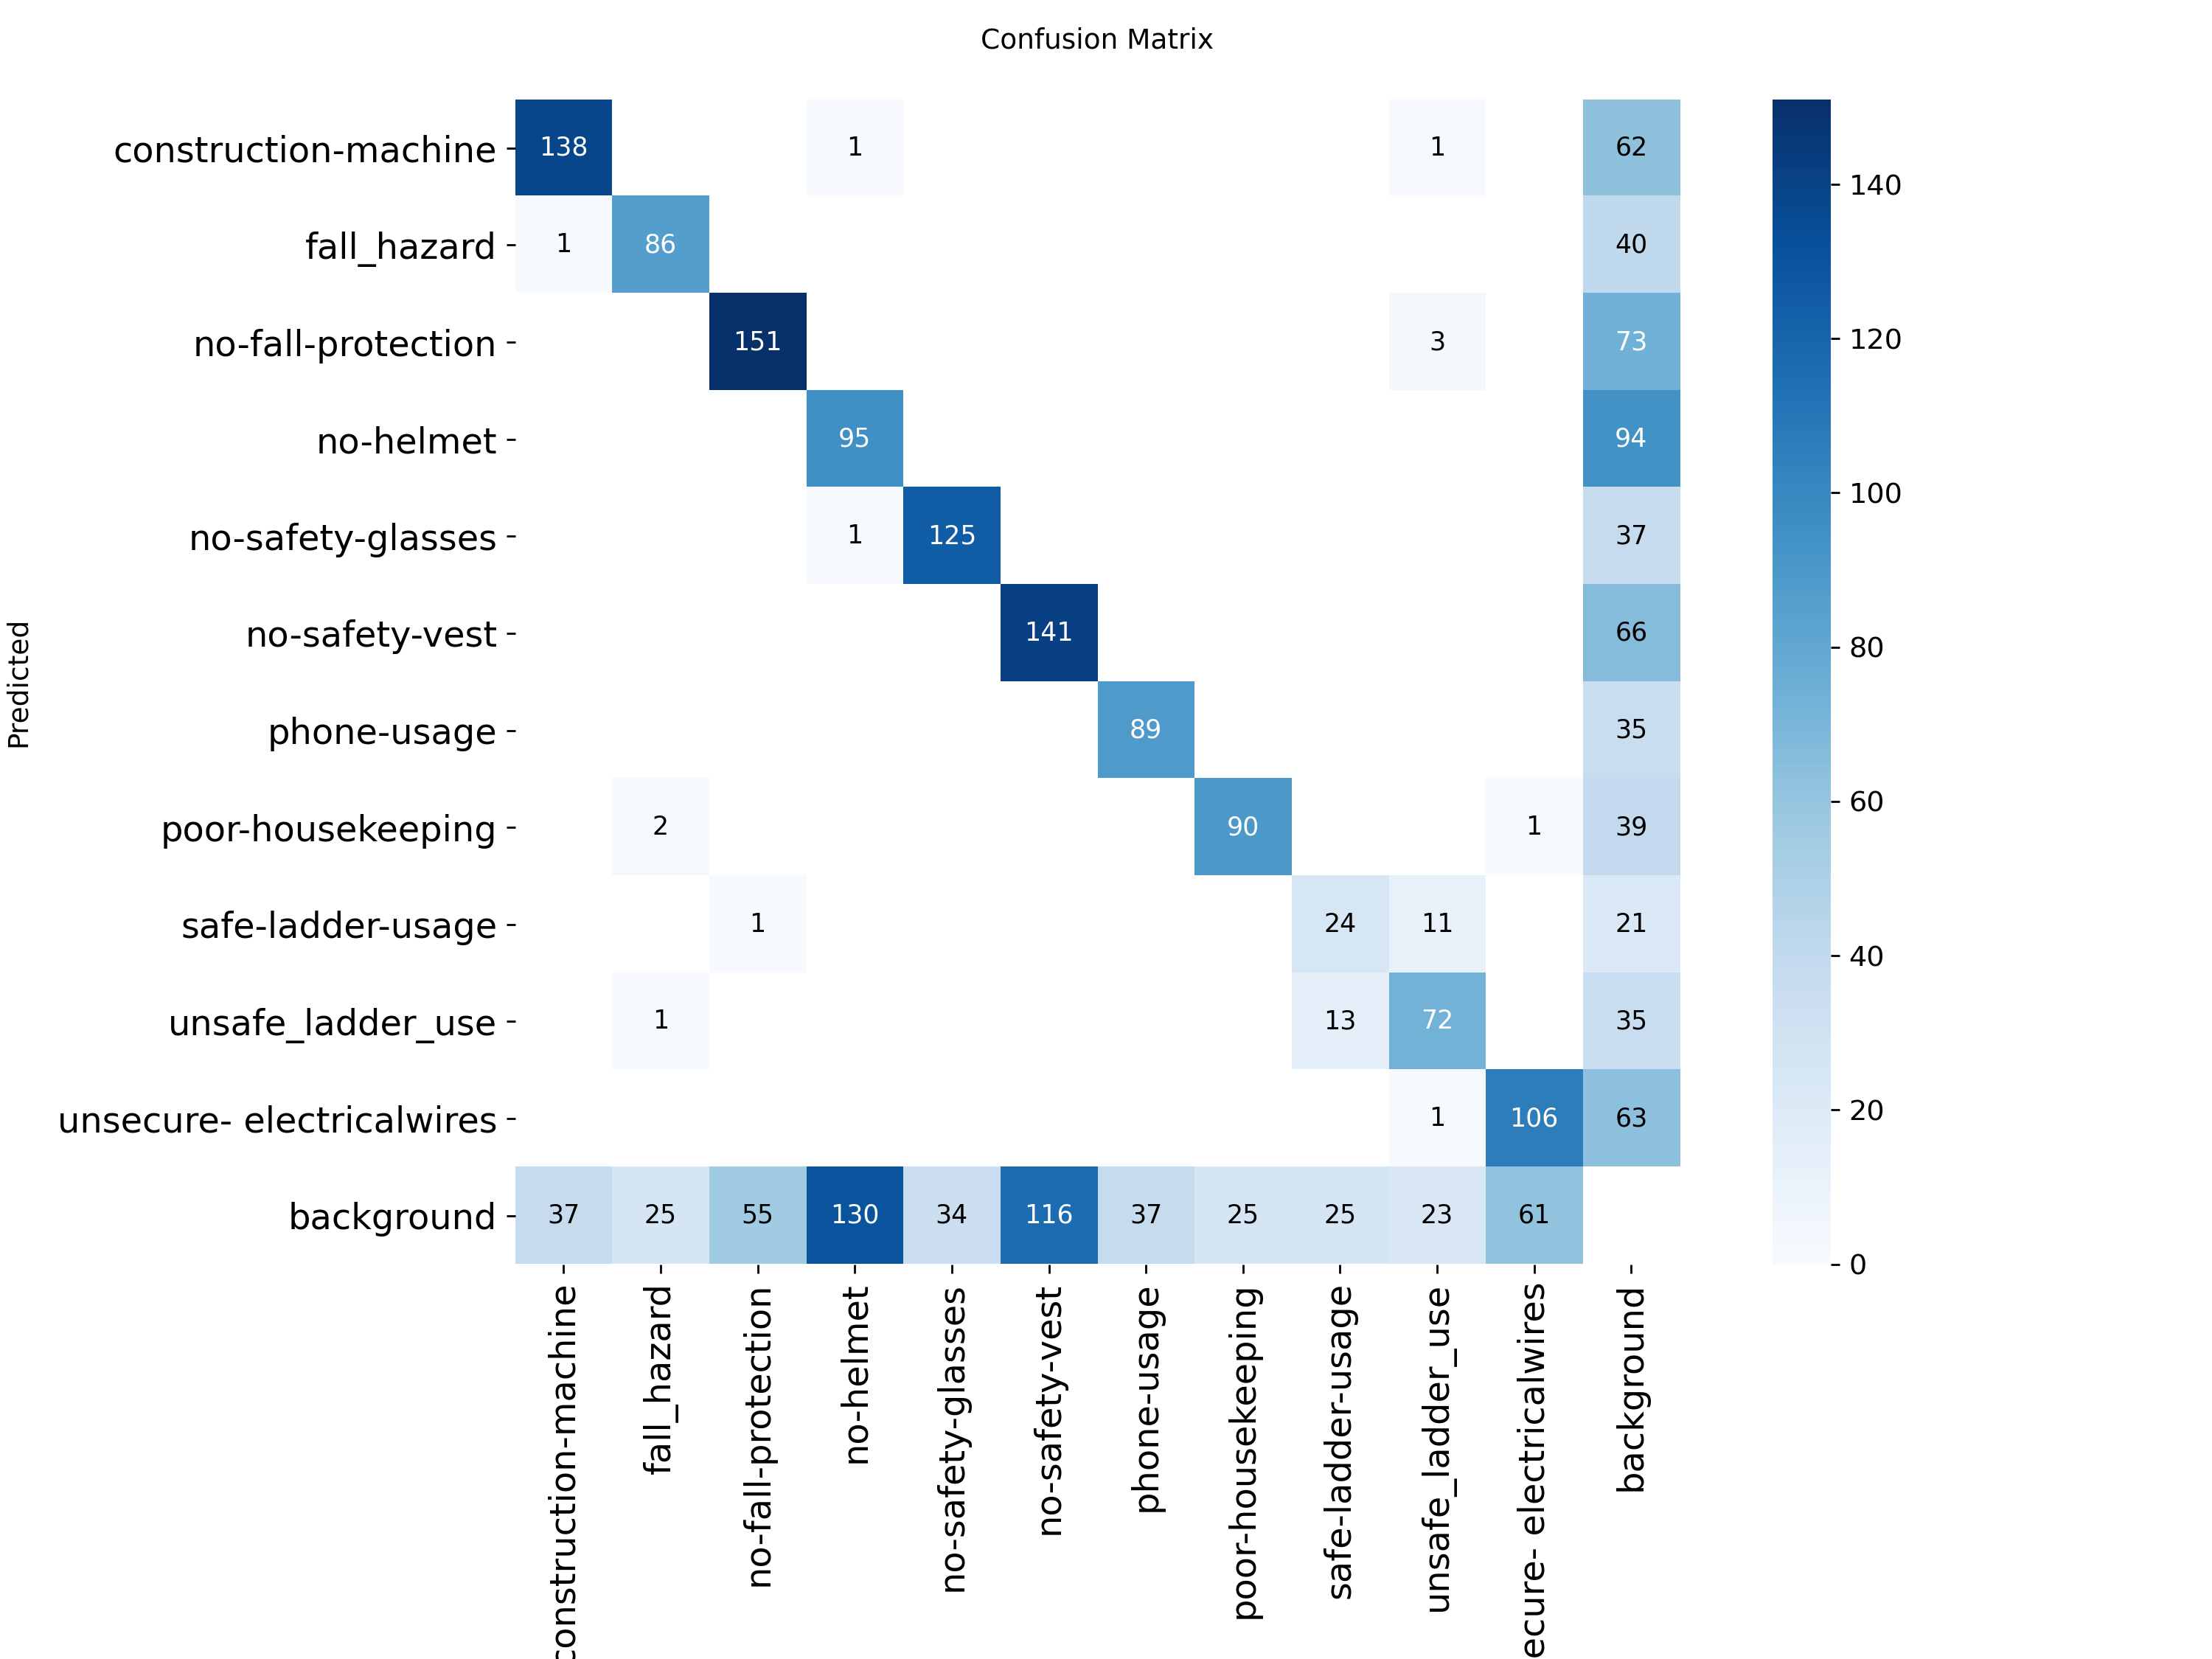 Confusion Matrix
construction-machine 138 1 1 62
fall_hazard 1 86 40
no-fall-protection 151 3 73
no-helmet 95 94
no-safety-glasses 1 125 37
no-safety-vest 141 66
phone-usage 89 35
poor-housekeeping 2 90 1 39
safe-ladder-usage 1 24 11 21
unsafe_ladder_use 1 13 72 35
unsecure- electricalwires 1 106 63
background 37 25 55 130 34 116 37 25 25 23 61
Predicted
construction-machine
fall_hazard
no-fall-protection
no-helmet
no-safety-glasses
no-safety-vest
phone-usage
poor-housekeeping
safe-ladder-usage
unsafe_ladder_use
ecure- electricalwires
background
140
120
100
80
60
40
20
0